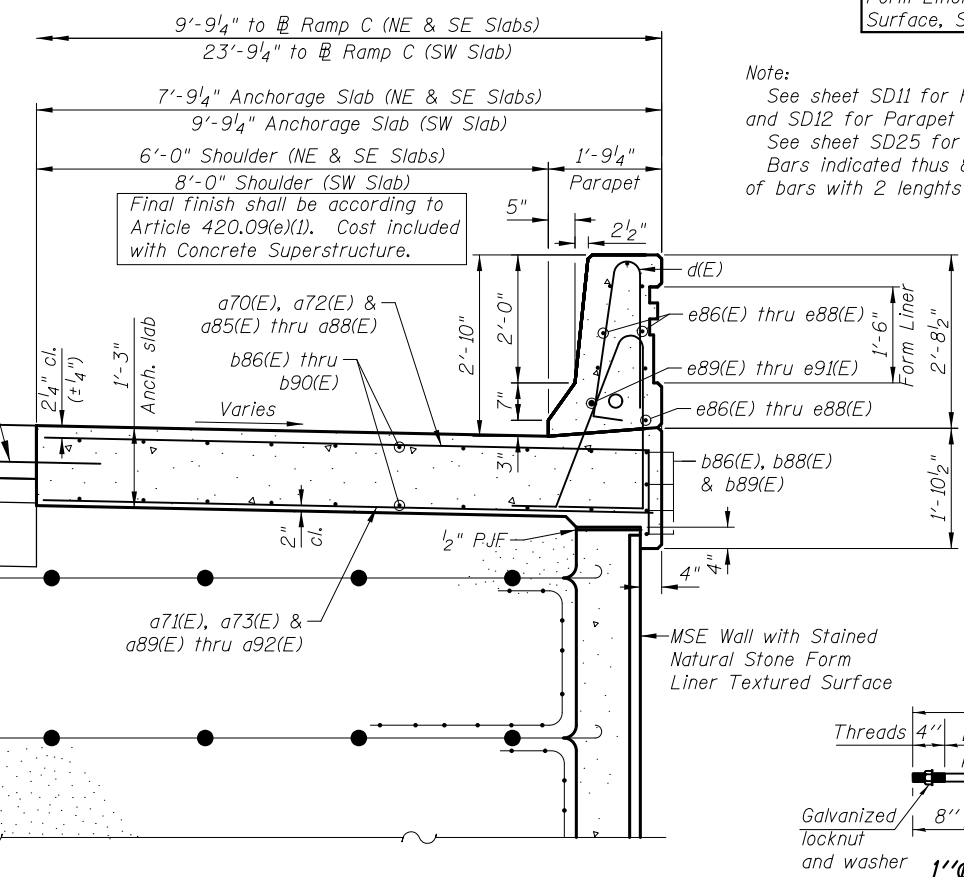 Form Liner
Surface, S
9'-9¼" to ⅊ Ramp C (NE & SE Slabs)
23'-9¼" to ⅊ Ramp C (SW Slab)
7'-9¼" Anchorage Slab (NE & SE Slabs)
9'-9¼" Anchorage Slab (SW Slab)
6'-0" Shoulder (NE & SE Slabs)
8'-0" Shoulder (SW Slab)
1'-9¼"
Parapet
Note:
See sheet SD11 for
and SD12 for Parapet
See sheet SD25 for
Bars indicated thus
of bars with 2 lenghts
Final finish shall be according to
Article 420.09(e)(1). Cost included
with Concrete Superstructure.
5"
2½"
d(E)
a70(E), a72(E) &
a85(E) thru a88(E)
b86(E) thru
b90(E)
e86(E) thru e88(E)
e89(E) thru e91(E)
e86(E) thru e88(E)
2'-10"
2'-0"
7"
3"
1'-6"
Form Liner
2'-8½"
2¼" cl.
(±¼")
1'-3"
Anch. slab
Varies
b86(E), b88(E)
& b89(E)
1'-10½"
2"
cl.
½" PJF
4"
4"
a71(E), a73(E) &
a89(E) thru a92(E)
MSE Wall with Stained
Natural Stone Form
Liner Textured Surface
Threads
4"
Galvanized
locknut
and washer
8"